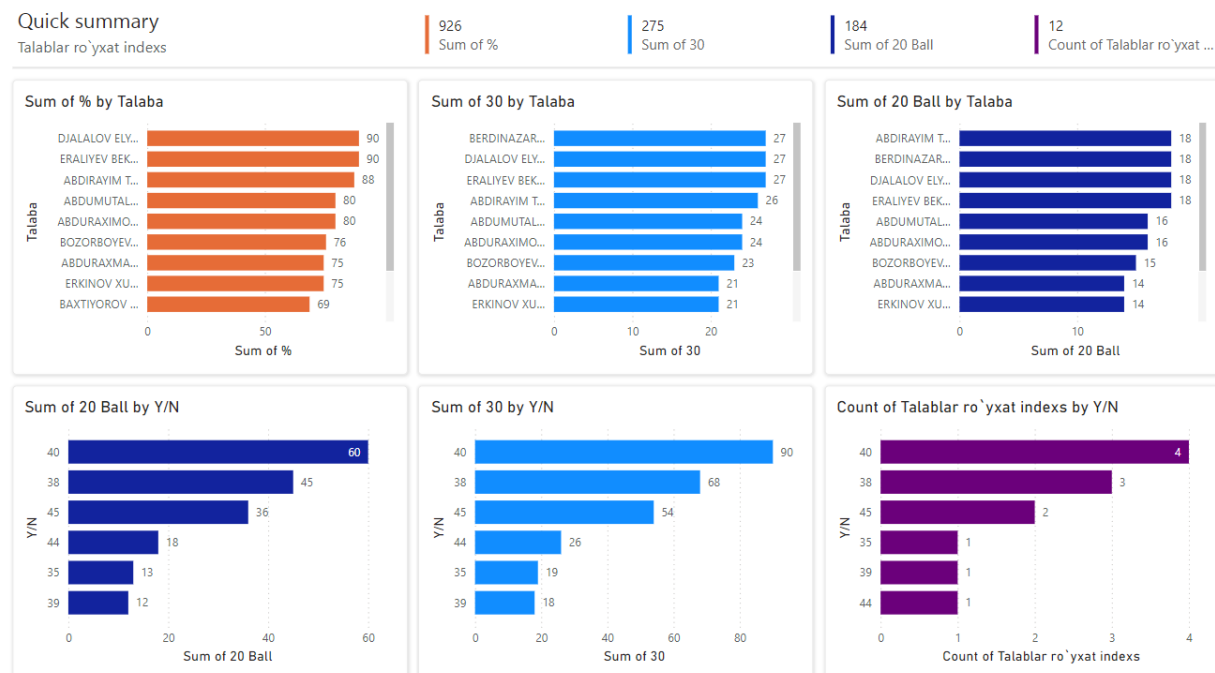 Quick summary
Talablar ro`yxat indexs
926
Sum of %
275
Sum of 30
184
Sum of 20 Ball
12
Count of Talablar ro`yxat ...
Sum of % by Talaba
Talaba
DJALALOV ELY... 90
ERALIYEV BEK... 90
ABDIRAYIM T... 88
ABDUMUTAL... 80
ABDURAXIMO... 80
BOZORBOYEV... 76
ABDURAXMA... 75
ERKINOV XU... 75
BAXTIYOROV ... 69
0 50
Sum of %
Sum of 30 by Talaba
Talaba
BERDINAZAR... 27
DJALALOV ELY... 27
ERALIYEV BEK... 27
ABDIRAYIM T... 26
ABDUMUTAL... 24
ABDURAXIMO... 24
BOZORBOYEV... 23
ABDURAXMA... 21
ERKINOV XU... 21
0 10 20
Sum of 30
Sum of 20 Ball by Talaba
Talaba
ABDIRAYIM T... 18
BERDINAZAR... 18
DJALALOV ELY... 18
ERALIYEV BEK... 18
ABDUMUTAL... 16
ABDURAXIMO... 16
BOZORBOYEV... 15
ABDURAXMA... 14
ERKINOV XU... 14
0 10
Sum of 20 Ball
Sum of 20 Ball by Y/N
Y/N
40 60
38 45
45 36
44 18
35 13
39 12
0 20 40 60
Sum of 20 Ball
Sum of 30 by Y/N
Y/N
40 90
38 68
45 54
44 26
35 19
39 18
0 20 40 60 80
Sum of 30
Count of Talablar ro`yxat indexs by Y/N
Y/N
40 4
38 3
45 2
35 1
39 1
44 1
0 1 2 3 4
Count of Talablar ro`yxat indexs